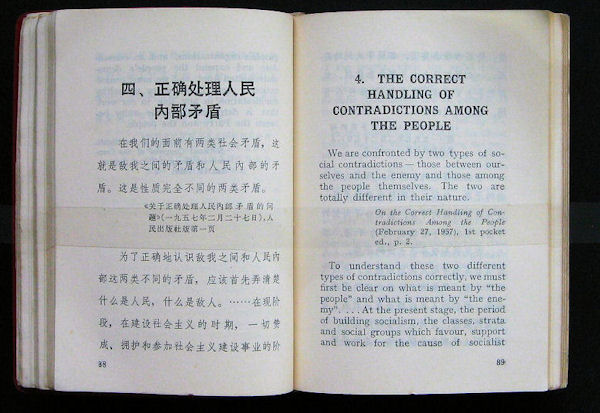 四、正确处理人民
內部矛盾
在我们的面前有两类社会矛盾，这
就是敌我之间的矛盾和人民內部的矛
盾。这是性质完全不同的两类矛盾。
《关于正确处理人民內部矛盾的问
题》（一九五七年二月二十七日），人
民出版社版第一页
为了正确地认识敌我之间和人民內
部这两类不同的矛盾，应该首先弄清楚
什么是人民，什么是敌人。……在现阶
段，在建设社会主义的时期，一切赞
成、拥护和参加社会主义建设事业的阶
88
4. THE CORRECT
HANDLING OF
CONTRADICTIONS AMONG
THE PEOPLE
We are confronted by two types of so-
cial contradictions — those between our-
selves and the enemy and those among
the people themselves. The two are
totally different in their nature.
On the Correct Handling of Con-
tradictions Among the People
(February 27, 1957), 1st pocket
ed., p. 2.
To understand these two different
types of contradictions correctly, we must
first be clear on what is meant by “the
people” and what is meant by “the ene-
my”. . . . At the present stage, the period
of building socialism, the classes, strata
and social groups which favour, support
and work for the cause of socialist
89